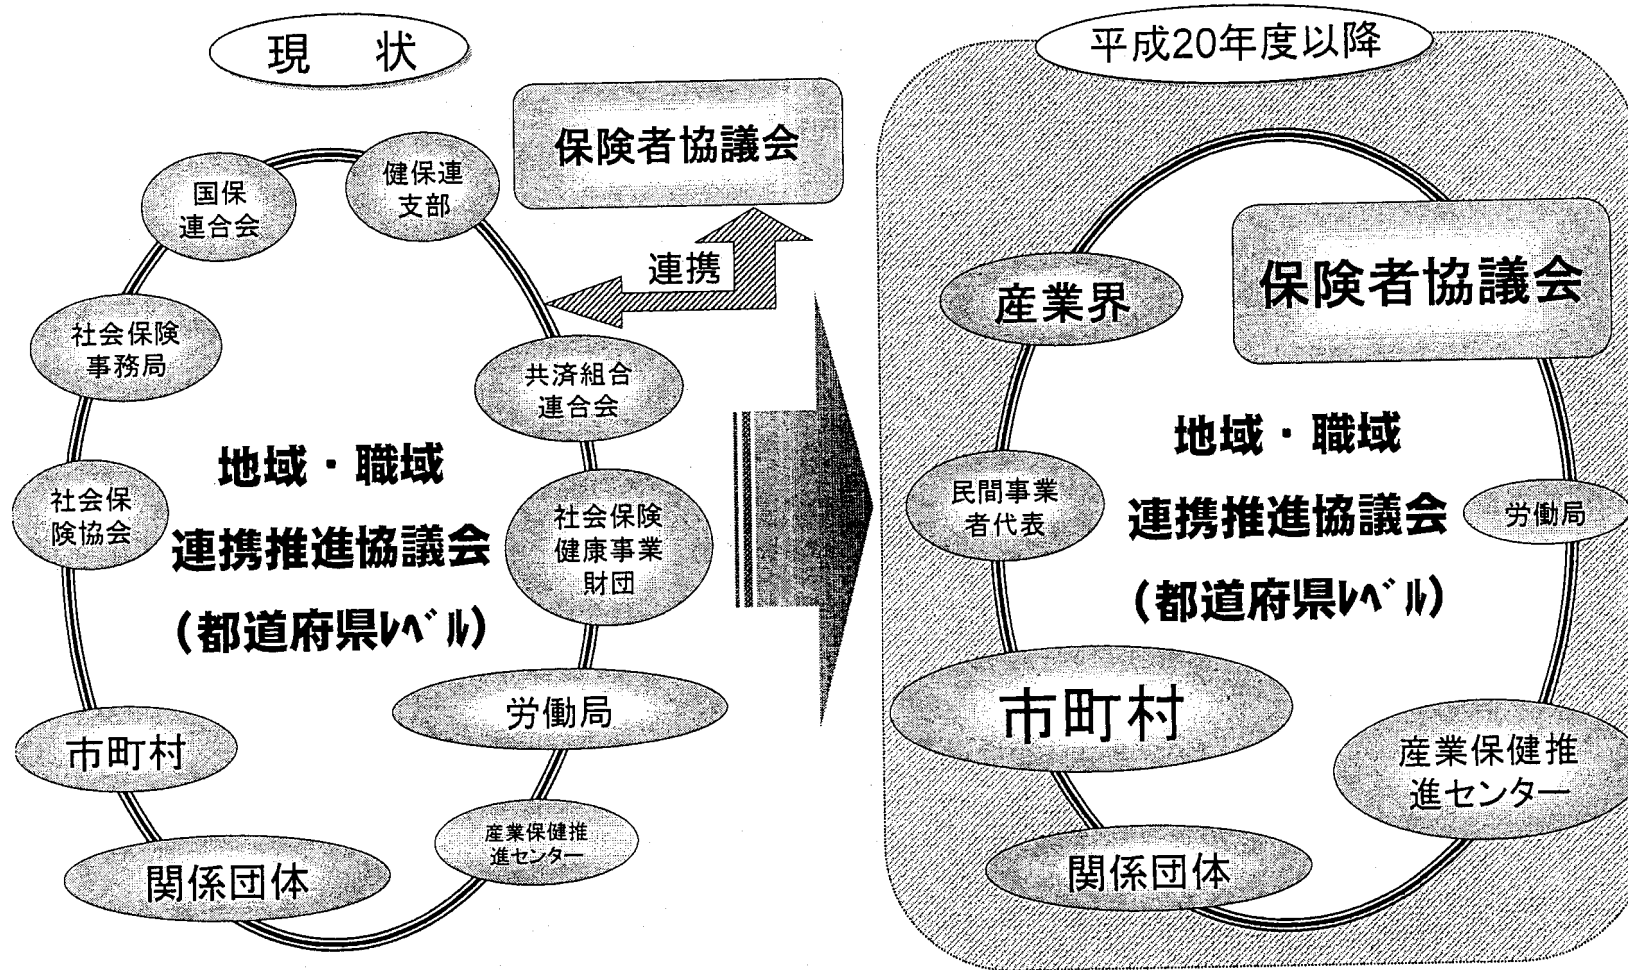 現 状
保険者協議会
国保
連合会
健保連
支部
連携
社会保険
事務局
共済組合
連合会
社会保
険協会
地域・職域
連携推進協議会
(都道府県ﾚﾍﾞﾙ)
社会保険
健康事業
財団
労働局
市町村
産業保健推
進センター
関係団体
平成20年度以降
保険者協議会
産業界
地域・職域
連携推進協議会
(都道府県ﾚﾍﾞﾙ)
民間事業
者代表
労働局
市町村
産業保健推
進センター
関係団体